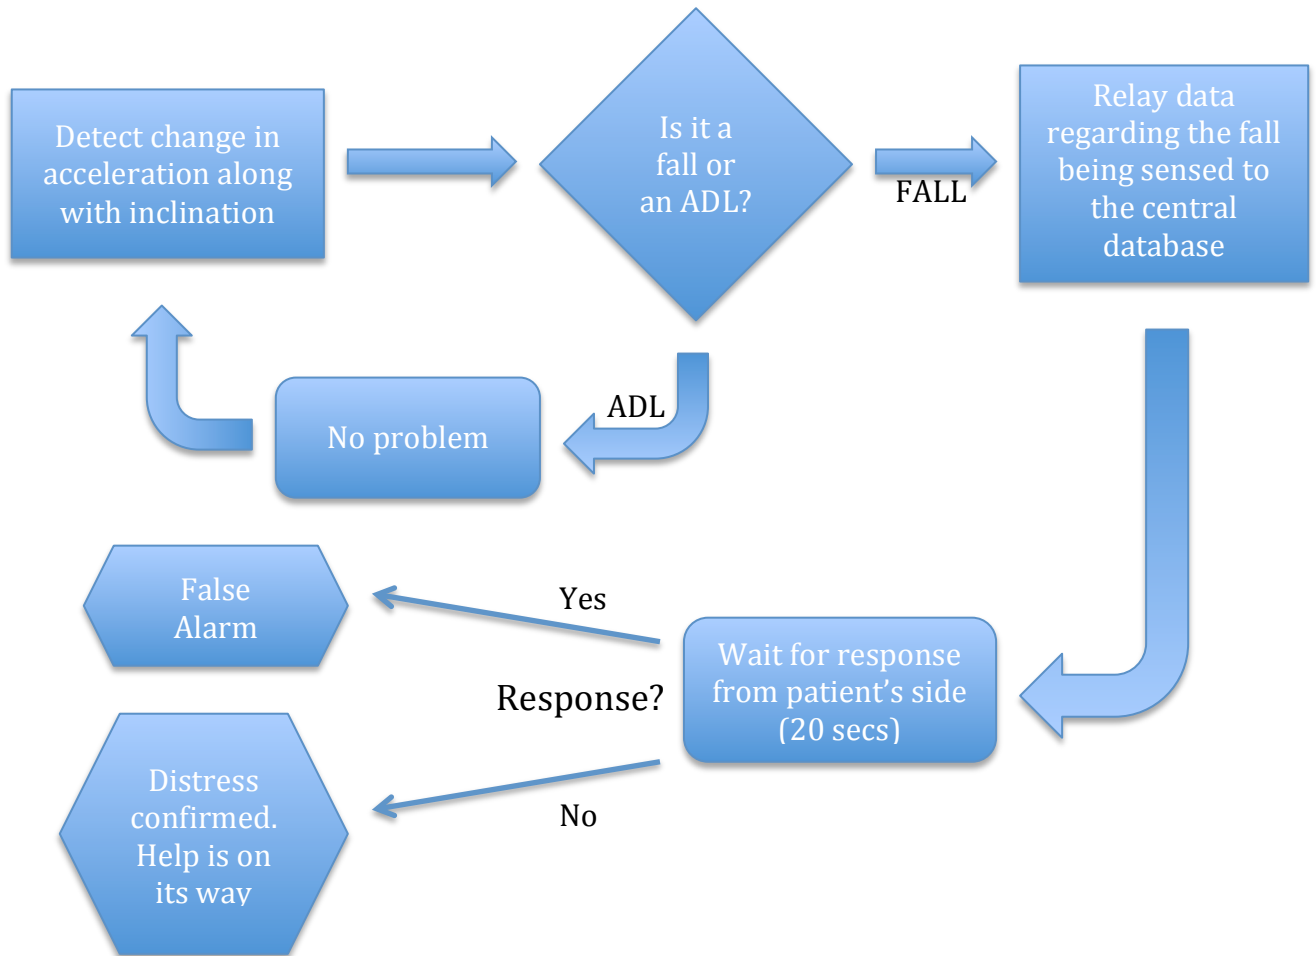 Detect change in
acceleration along
with inclination
Is it a
fall or
an ADL?
FALL
Relay data
regarding the fall
being sensed to
the central
database
ADL
No problem
Wait for response
from patient’s side
(20 secs)
Response?
Yes
False
Alarm
No
Distress
confirmed.
Help is on
its way